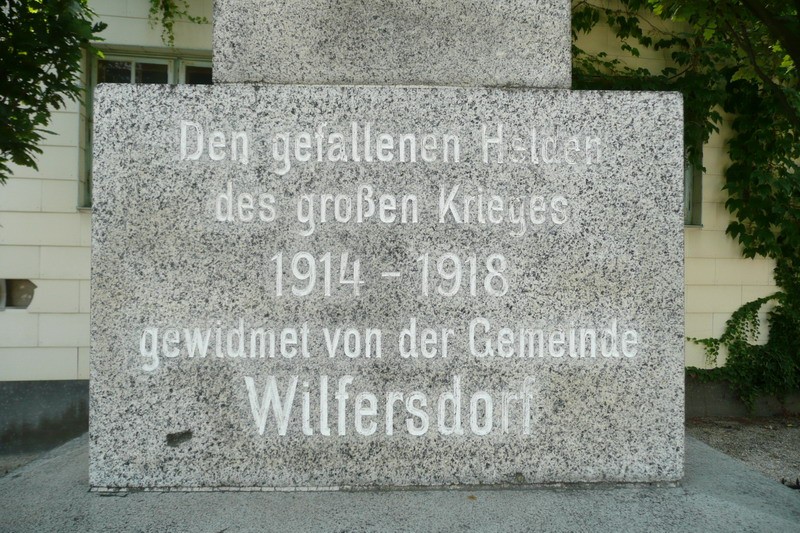 Den gefallenen Helden
des großen Krieges
1914 - 1918
gewidmet von der Gemeinde
Wilfersdorf